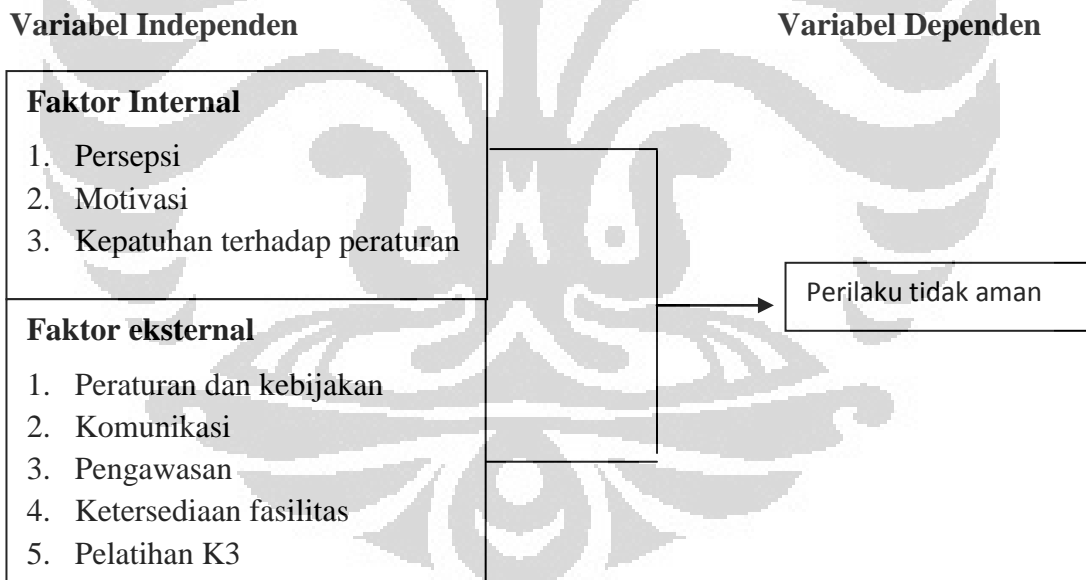 Variabel Independen
Variabel Dependen
Faktor Internal
1. Persepsi
2. Motivasi
3. Kepatuhan terhadap peraturan
Perilaku tidak aman
Faktor eksternal
1. Peraturan dan kebijakan
2. Komunikasi
3. Pengawasan
4. Ketersediaan fasilitas
5. Pelatihan K3